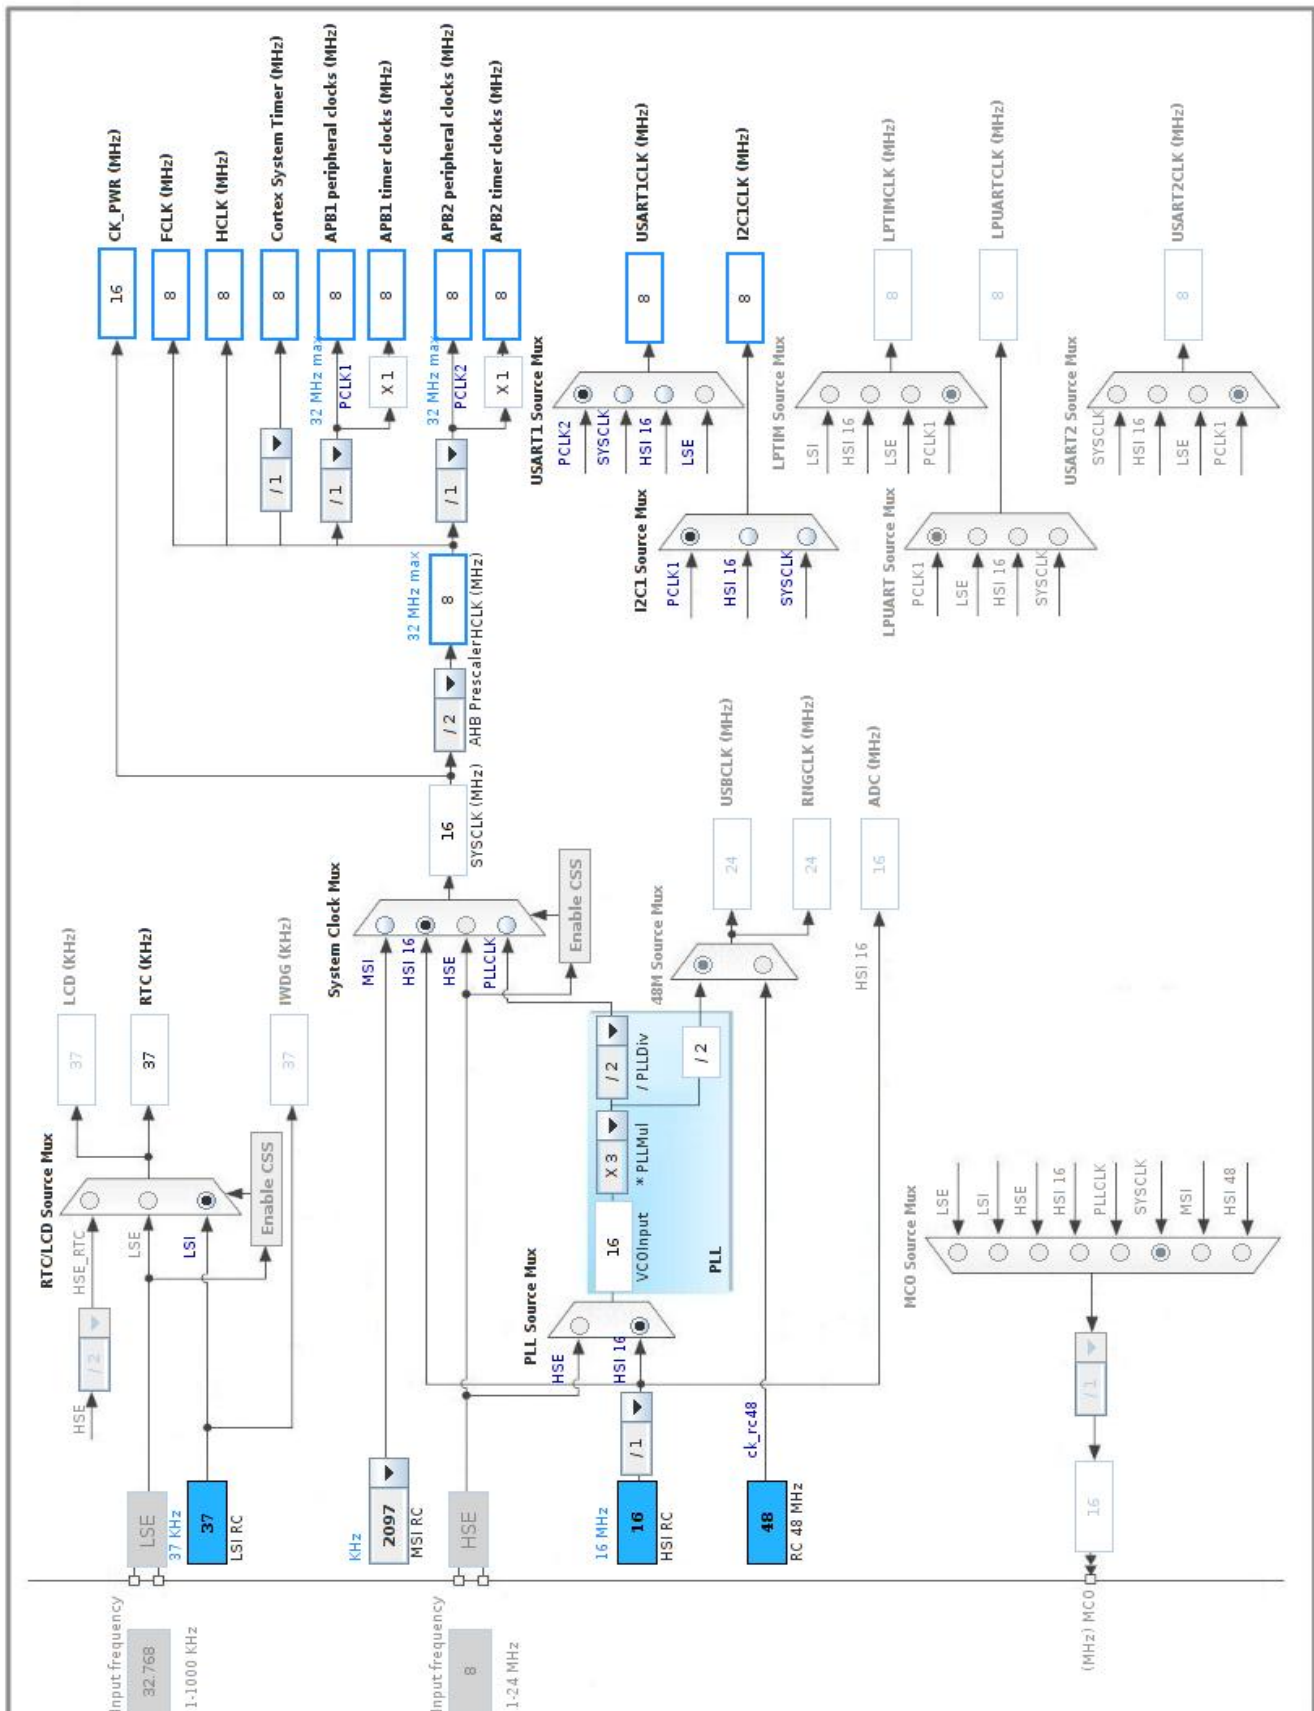 Input frequency
32.768
1-1000 KHz
LSE
37 KHz
37
LSI RC
HSE
/ 2
HSE_RTC
LSE
LSI
RTC/LCD Source Mux
Enable CSS
37
LCD (KHz)
37
RTC (KHz)
37
IWDG (KHz)
KHz
2097
MSI RC
Input frequency
8
1-24 MHz
HSE
16 MHz
16
HSI RC
/ 1
48
RC 48 MHz
ck_rc48
PLL Source Mux
HSE
HSI 16
16
VCOInput
X 3
* PLLMul
/ 2
/ PLLDiv
/ 2
PLL
System Clock Mux
MSI
HSI 16
HSE
PLLCLK
Enable CSS
48M Source Mux
24
USBCLK (MHz)
24
RNGCLK (MHz)
HSI 16
16
ADC (MHz)
16
SYSCLK (MHz)
/ 2
AHB Prescaler
32 MHz max
8
HCLK (MHz)
/ 1
/ 1
/ 1
32 MHz max
PCLK1
X 1
32 MHz max
PCLK2
X 1
16
CK_PWR (MHz)
8
FCLK (MHz)
8
HCLK (MHz)
8
Cortex System Timer (MHz)
8
APB1 peripheral clocks (MHz)
8
APB1 timer clocks (MHz)
8
APB2 peripheral clocks (MHz)
8
APB2 timer clocks (MHz)
USART1 Source Mux
PCLK2
SYSCLK
HSI 16
LSE
8
USART1CLK (MHz)
I2C1 Source Mux
PCLK1
HSI 16
SYSCLK
8
I2C1CLK (MHz)
LPTIM Source Mux
LSI
HSI 16
LSE
PCLK1
8
LPTIMCLK (MHz)
LPUART Source Mux
PCLK1
LSE
HSI 16
SYSCLK
8
LPUARTCLK (MHz)
USART2 Source Mux
SYSCLK
HSI 16
LSE
PCLK1
8
USART2CLK (MHz)
MCO Source Mux
LSE
LSI
HSE
HSI 16
PLLCLK
SYSCLK
MSI
HSI 48
/ 1
16
(MHz) MCO